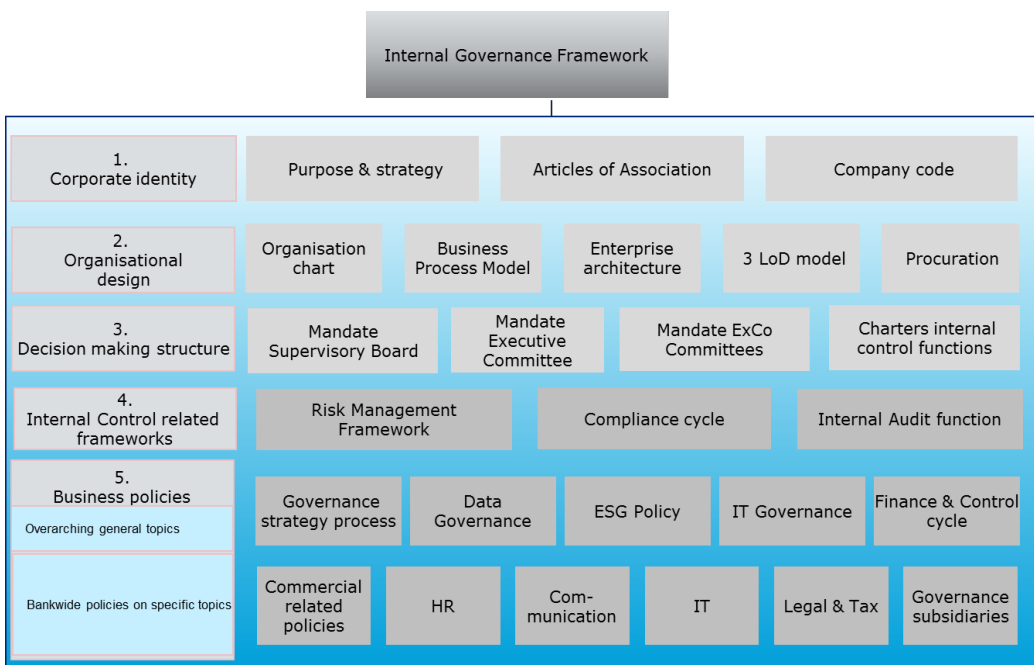 Internal Governance Framework
1.
Corporate identity
Purpose & strategy
Articles of Association
Company code
2.
Organisational
design
Organisation
chart
Business
Process Model
Enterprise
architecture
3 LoD model
Procuration
3.
Decision making structure
Mandate
Supervisory Board
Mandate
Executive
Committee
Mandate ExCo
Committees
Charters internal
control functions
4.
Internal Control related
frameworks
Risk Management
Framework
Compliance cycle
Internal Audit function
5.
Business policies
Overarching general topics
Governance
strategy process
Data
Governance
ESG Policy
IT Governance
Finance & Control
cycle
Bankwide policies on specific topics
Commercial
related
policies
HR
Com-
munication
IT
Legal & Tax
Governance
subsidiaries